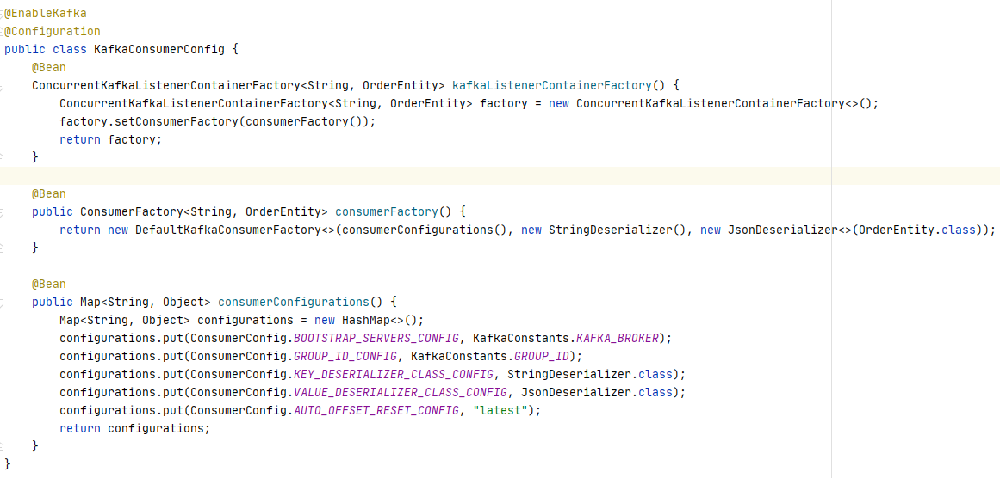 @EnableKafka
@Configuration
public class KafkaConsumerConfig {
    @Bean
    ConcurrentKafkaListenerContainerFactory<String, OrderEntity> kafkaListenerContainerFactory() {
        ConcurrentKafkaListenerContainerFactory<String, OrderEntity> factory = new ConcurrentKafkaListenerContainerFactory<>();
        factory.setConsumerFactory(consumerFactory());
        return factory;
    }

    @Bean
    public ConsumerFactory<String, OrderEntity> consumerFactory() {
        return new DefaultKafkaConsumerFactory<>(consumerConfigurations(), new StringDeserializer(), new JsonDeserializer<>(OrderEntity.class));
    }

    @Bean
    public Map<String, Object> consumerConfigurations() {
        Map<String, Object> configurations = new HashMap<>();
        configurations.put(ConsumerConfig.BOOTSTRAP_SERVERS_CONFIG, KafkaConstants.KAFKA_BROKER);
        configurations.put(ConsumerConfig.GROUP_ID_CONFIG, KafkaConstants.GROUP_ID);
        configurations.put(ConsumerConfig.KEY_DESERIALIZER_CLASS_CONFIG, StringDeserializer.class);
        configurations.put(ConsumerConfig.VALUE_DESERIALIZER_CLASS_CONFIG, JsonDeserializer.class);
        configurations.put(ConsumerConfig.AUTO_OFFSET_RESET_CONFIG, "latest");
        return configurations;
    }
}